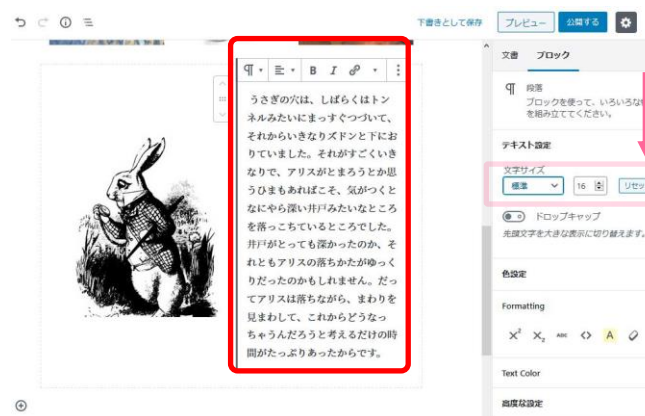 下書きとして保存
プレビュー
公開する
文書 ブロック
段落
ブロックを使って、いろいろな
を組み立ててください。
テキスト設定
文字サイズ
標準
16
リセッ
ドロップキャップ
先頭文字を大きな表示に切り替えます。
色設定
Formatting
X² X₂ ABC <> A
Text Color
高度な設定
¶ B I
うさぎの穴は、しばらくはトン
ネルみたいにまっすぐつづいて、
それからいきなりズドンと下にお
りていました。それがすごくいき
なりで、アリスがとまろうとか思
うひまもあればこそ、気がつくと
なにやら深い井戸みたいなところ
を落っこちているところでした。
井戸がとっても深かったのか、そ
れともアリスの落ちかたがゆっく
りだったのかもしれません。だっ
てアリスは落ちながら、まわりを
見まわして、これからどうなっ
ちゃうんだろうと考えるだけの時
間がたっぷりあったからです。